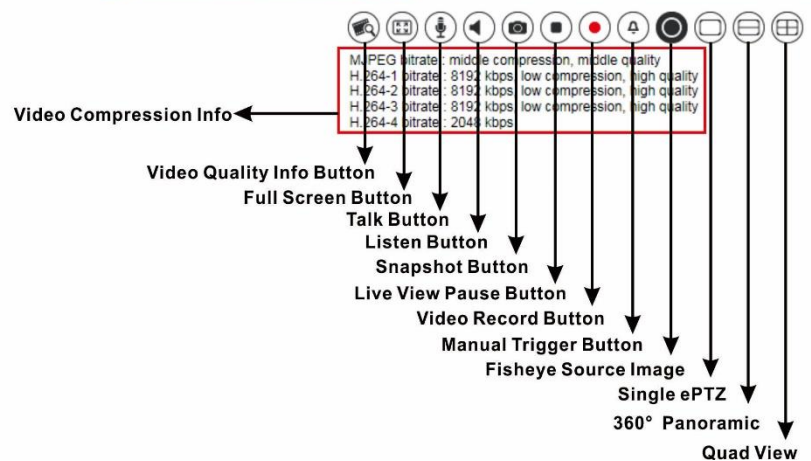 MJPEG bitrate : middle compression, middle quality
H.264-1 bitrate : 8192 kbps, low compression, high quality
H.264-2 bitrate : 8192 kbps, low compression, high quality
H.264-3 bitrate : 8192 kbps, low compression, high quality
H.264-4 bitrate : 2048 kbps
Video Compression Info
Video Quality Info Button
Full Screen Button
Talk Button
Listen Button
Snapshot Button
Live View Pause Button
Video Record Button
Manual Trigger Button
Fisheye Source Image
Single ePTZ
360° Panoramic
Quad View